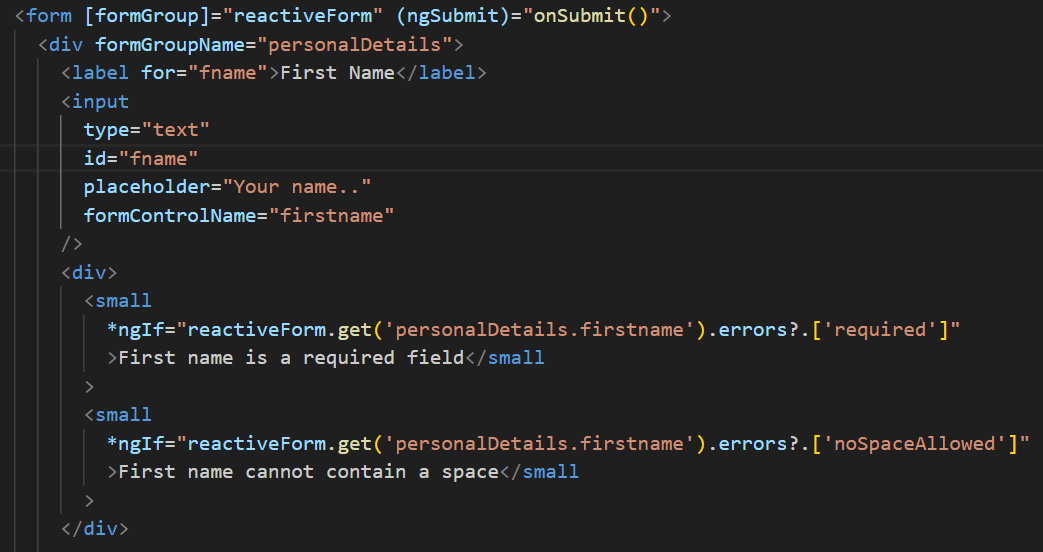 <form [formGroup]="reactiveForm" (ngSubmit)="onSubmit()">
<div formGroupName="personalDetails">
<label for="fname">First Name</label>
<input
type="text"
id="fname"
placeholder="Your name.."
formControlName="firstname"
/>
<div>
<small
*ngIf="reactiveForm.get('personalDetails.firstname').errors?.['required']"
>First name is a required field</small
>
<small
*ngIf="reactiveForm.get('personalDetails.firstname').errors?.['noSpaceAllowed']"
>First name cannot contain a space</small
>
</div>